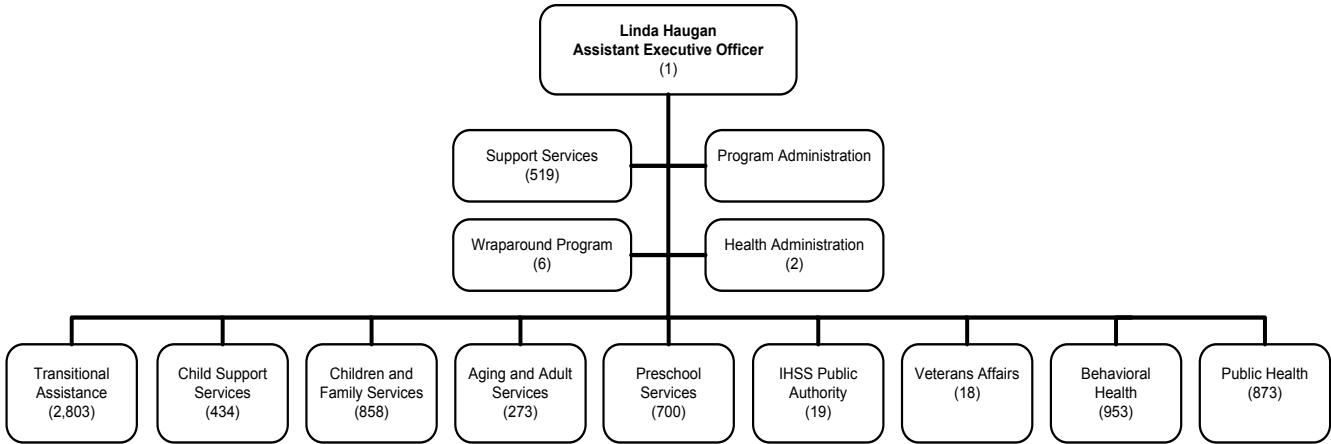 Linda Haugan
Assistant Executive Officer
(1)
Support Services
(519)
Program Administration
Wraparound Program
(6)
Health Administration
(2)
Transitional
Assistance
(2,803)
Child Support
Services
(434)
Children and
Family Services
(858)
Aging and Adult
Services
(273)
Preschool
Services
(700)
IHSS Public
Authority
(19)
Veterans Affairs
(18)
Behavioral
Health
(953)
Public Health
(873)